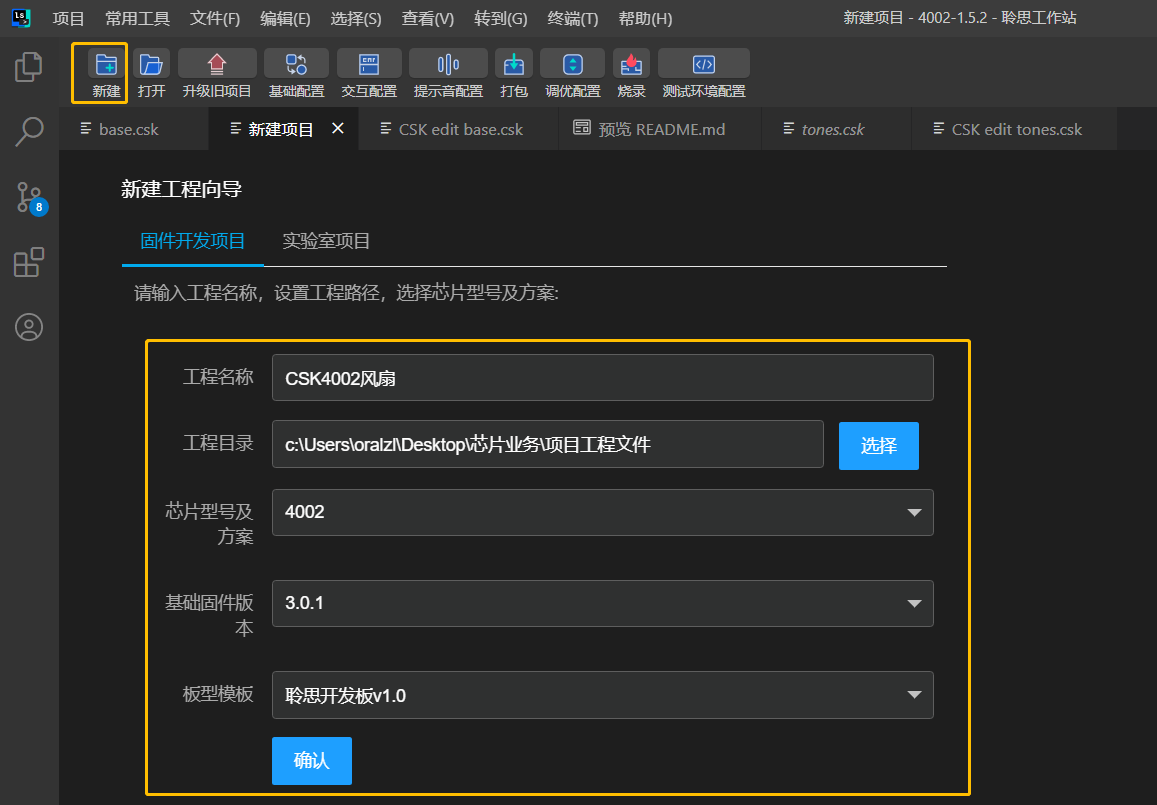 Ls 项目 常用工具 文件(F) 编辑(E) 选择(S) 查看(V) 转到(G) 终端(T) 帮助(H) 新建项目 - 4002-1.5.2 - 聆思工作站
新建 打开 升级旧项目 基础配置 交互配置 提示音配置 打包 调优配置 烧录 测试环境配置
base.csk 新建项目 CSK edit base.csk 预览 README.md tones.csk CSK edit tones.csk
新建工程向导
8
固件开发项目 实验室项目
请输入工程名称，设置工程路径，选择芯片型号及方案:
工程名称 CSK4002风扇
工程目录 c:\Users\oralzl\Desktop\芯片业务\项目工程文件 选择
芯片型号及
方案
4002
基础固件版
本
3.0.1
板型模板 聆思开发板v1.0
确认